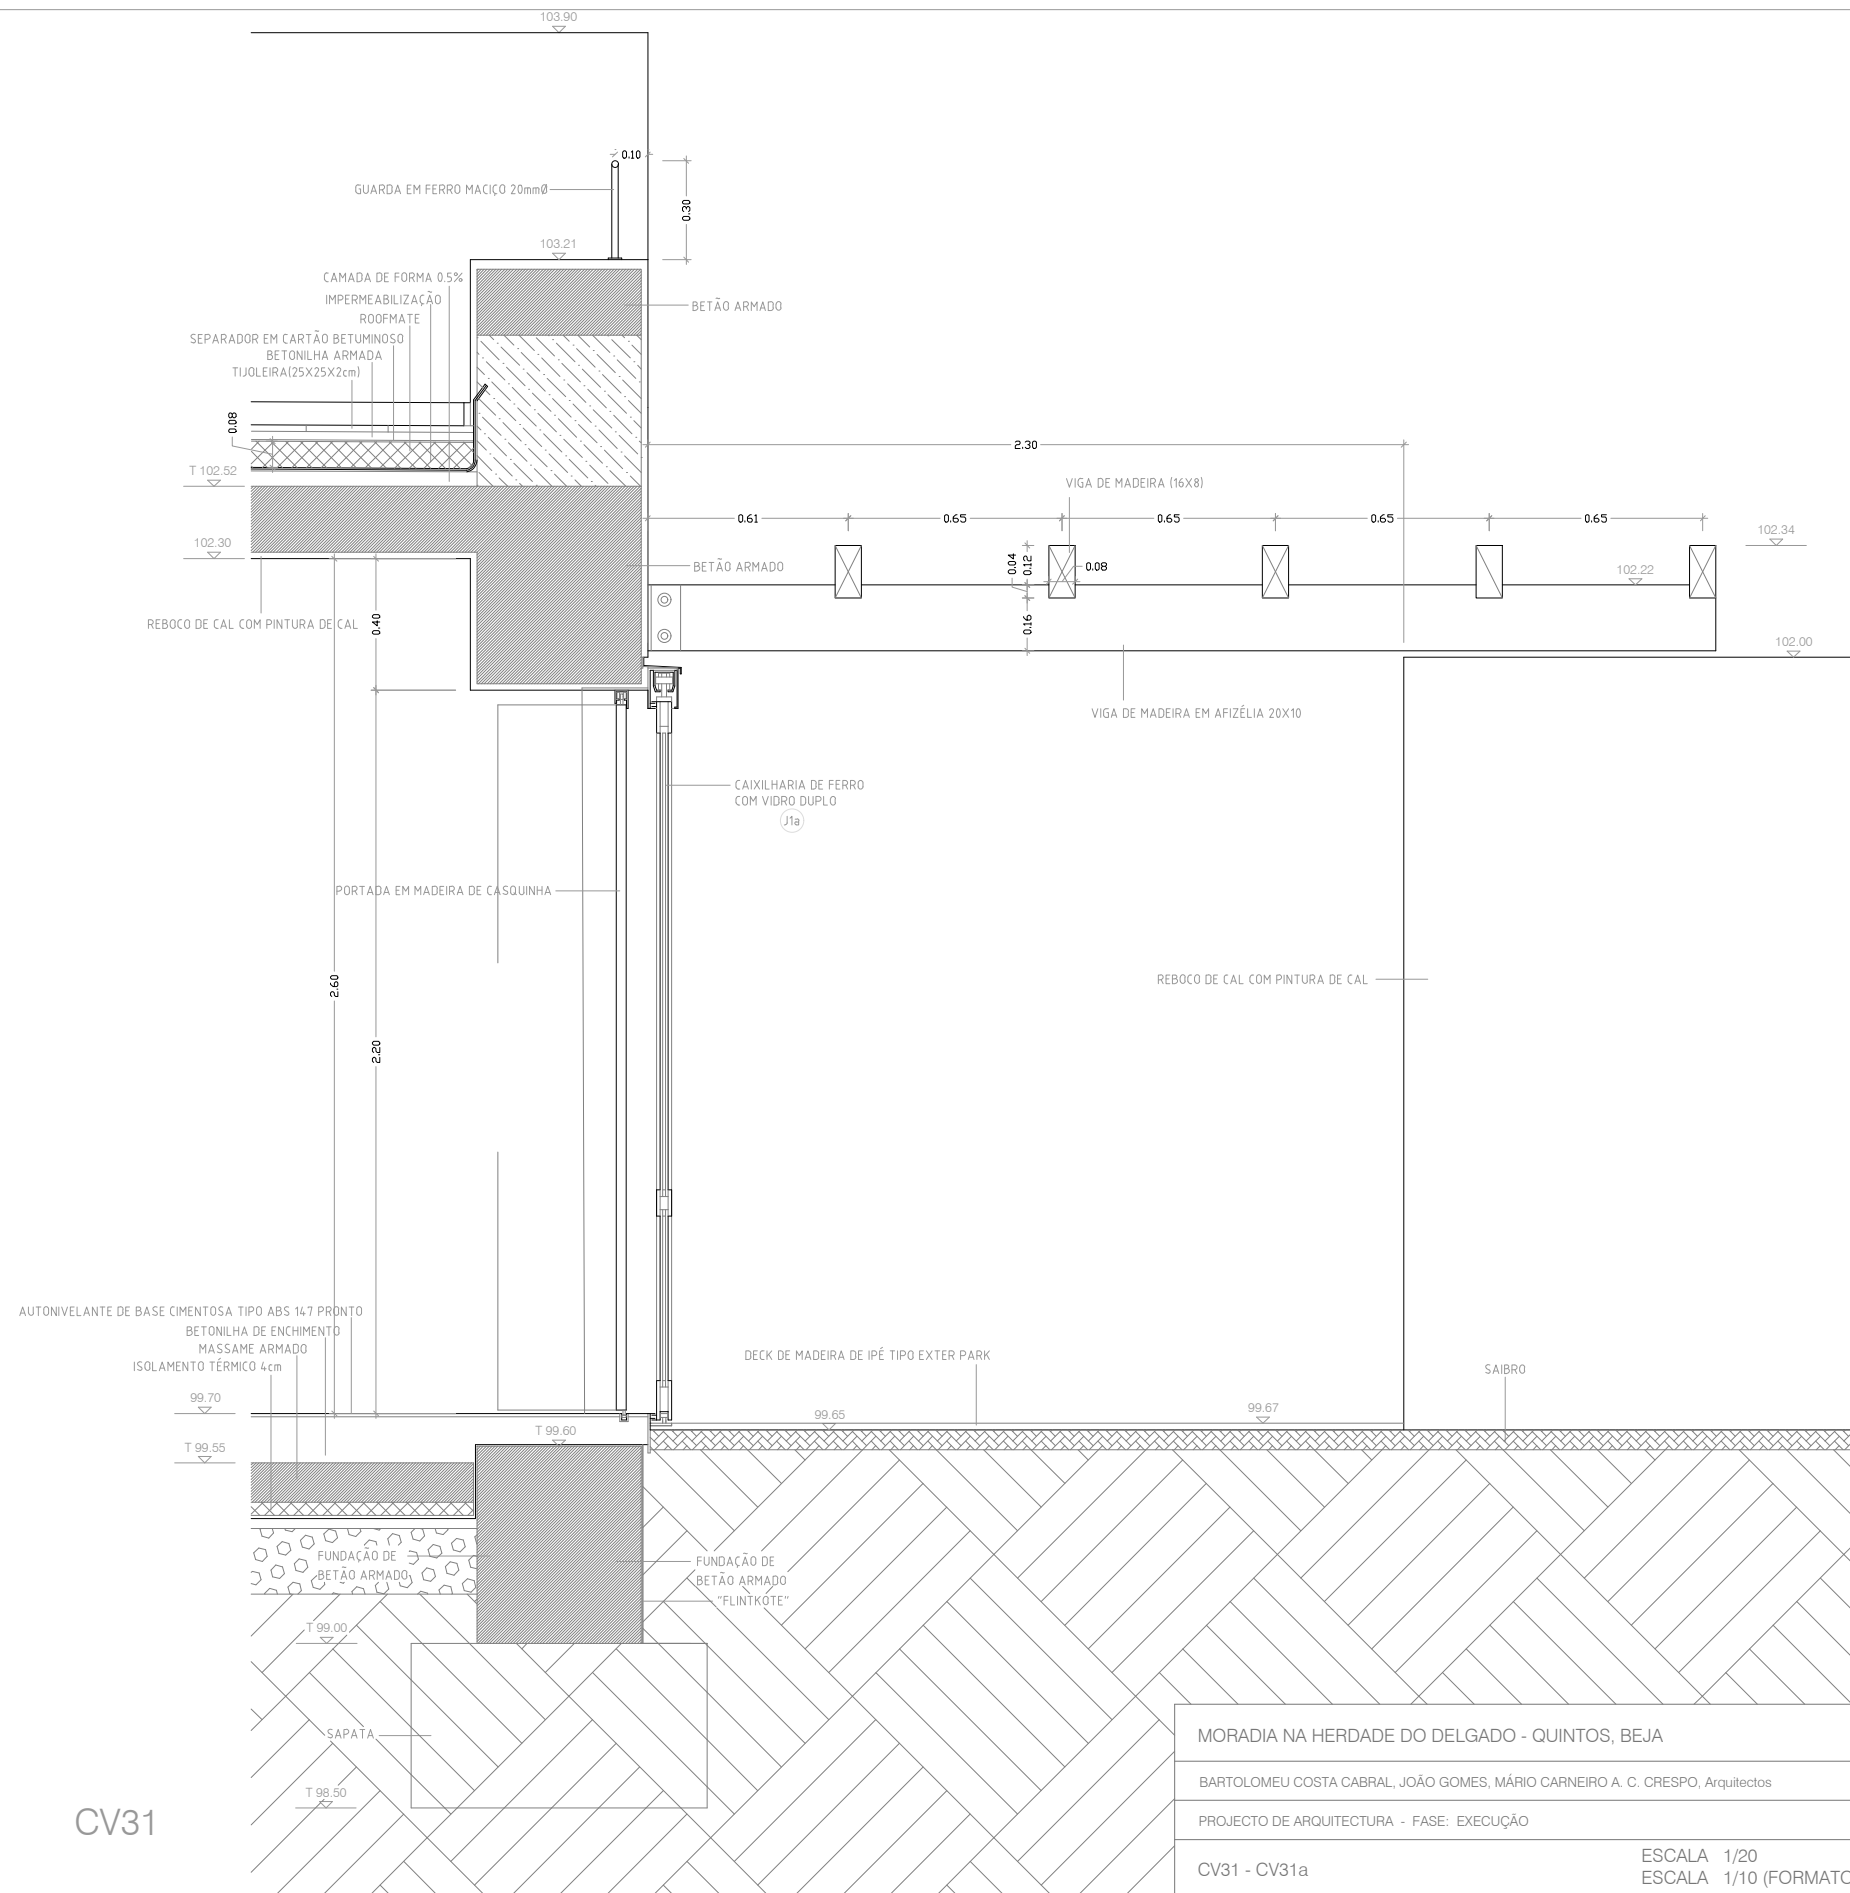 103.90
0.10
GUARDA EM FERRO MACIÇO 20mmØ
0.30
103.21
CAMADA DE FORMA 0.5%
IMPERMEABILIZAÇÃO
BETÃO ARMADO
ROOFMATE
SEPARADOR EM CARTÃO BETUMINOSO
BETONILHA ARMADA
TIJOLEIRA(25X25X2cm)
0.08
2.30
T 102.52
VIGA DE MADEIRA (16X8)
0.61
0.65
0.65
0.65
0.65
102.34
102.30
0.04
0.12
0.08
BETÃO ARMADO
102.22
REBOCO DE CAL COM PINTURA DE CAL
0.40
0.16
102.00
VIGA DE MADEIRA EM AFIZÉLIA 20X10
CAIXILHARIA DE FERRO
COM VIDRO DUPLO
J1a
PORTADA EM MADEIRA DE CASQUINHA
2.60
REBOCO DE CAL COM PINTURA DE CAL
2.20
AUTONIVELANTE DE BASE CIMENTOSA TIPO ABS 147 PRONTO
BETONILHA DE ENCHIMENTO
MASSAME ARMADO
ISOLAMENTO TÉRMICO 4cm
DECK DE MADEIRA DE IPÉ TIPO EXTER PARK
SAIBRO
99.70
99.65
99.67
T 99.60
T 99.55
FUNDAÇÃO DE
BETÃO ARMADO
FUNDAÇÃO DE
BETÃO ARMADO
"FLINTKOTE"
T 99.00
SAPATA
T 98.50
CV31
MORADIA NA HERDADE DO DELGADO - QUINTOS, BEJA
BARTOLOMEU COSTA CABRAL, JOÃO GOMES, MÁRIO CARNEIRO A. C. CRESPO, Arquitectos
PROJECTO DE ARQUITECTURA - FASE: EXECUÇÃO
CV31 - CV31a
ESCALA 1/20
ESCALA 1/10 (FORMATO